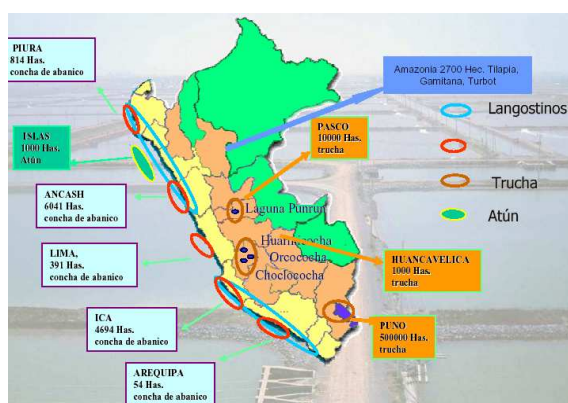 PIURA
814 Has.
concha de abanico
Amazonia 2700 Hec. Tilapia,
Gamitana, Turbot
Langostinos
ISLAS
1000 Has.
Atún
PASCO
10000 Has.
trucha
Trucha
ANCASH
6041 Has.
concha de abanico
Laguna Punrun
Atún
Orcococha
Choclococha
LIMA,
391 Has.
concha de abanico
HUANCAVELICA
1000 Has.
trucha
ICA
4694 Has.
concha de abanico
PUNO
500000 Has.
trucha
AREQUIPA
54 Has.
concha de abanico